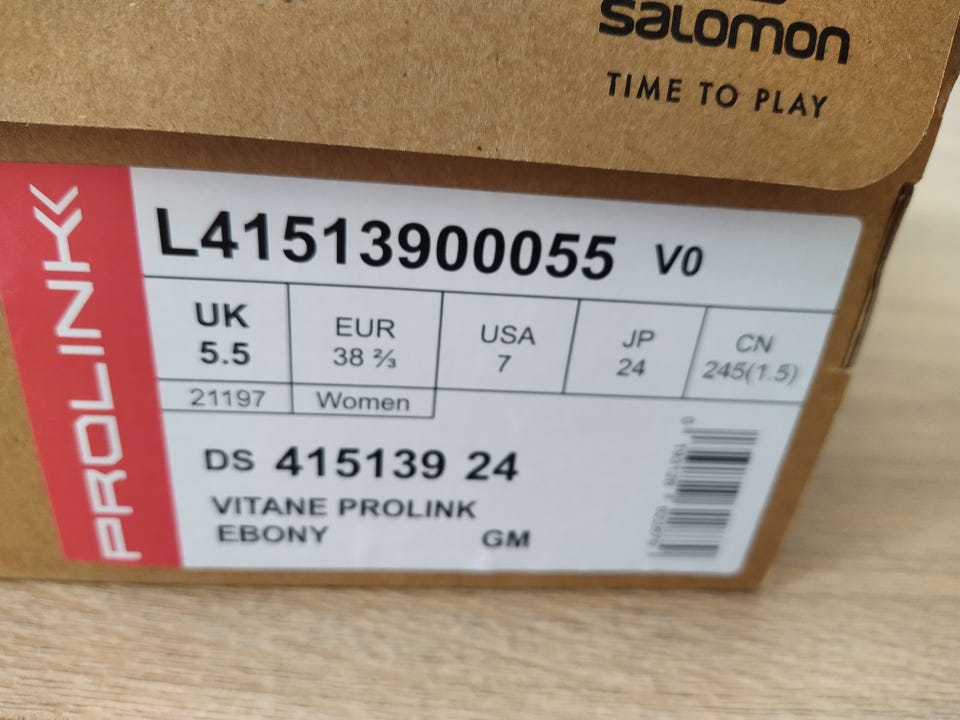 salomon
TIME TO PLAY
PROLINK
L41513900055 V0
UK EUR USA JP CN
5.5 38 ⅔ 7 24 245(1.5)
21197 Women
DS 415139 24
VITANE PROLINK
EBONY GM